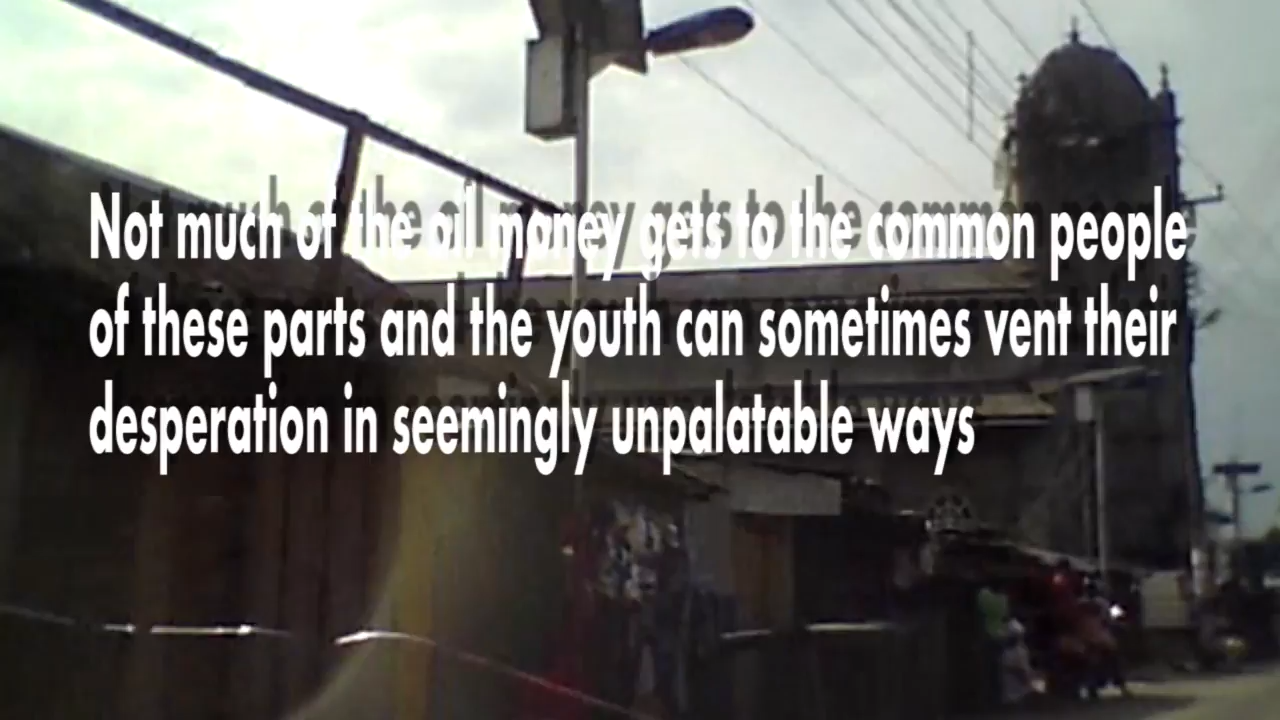 Not much of the oil money gets to the common people
of these parts and the youth can sometimes vent their
desperation in seemingly unpalatable ways